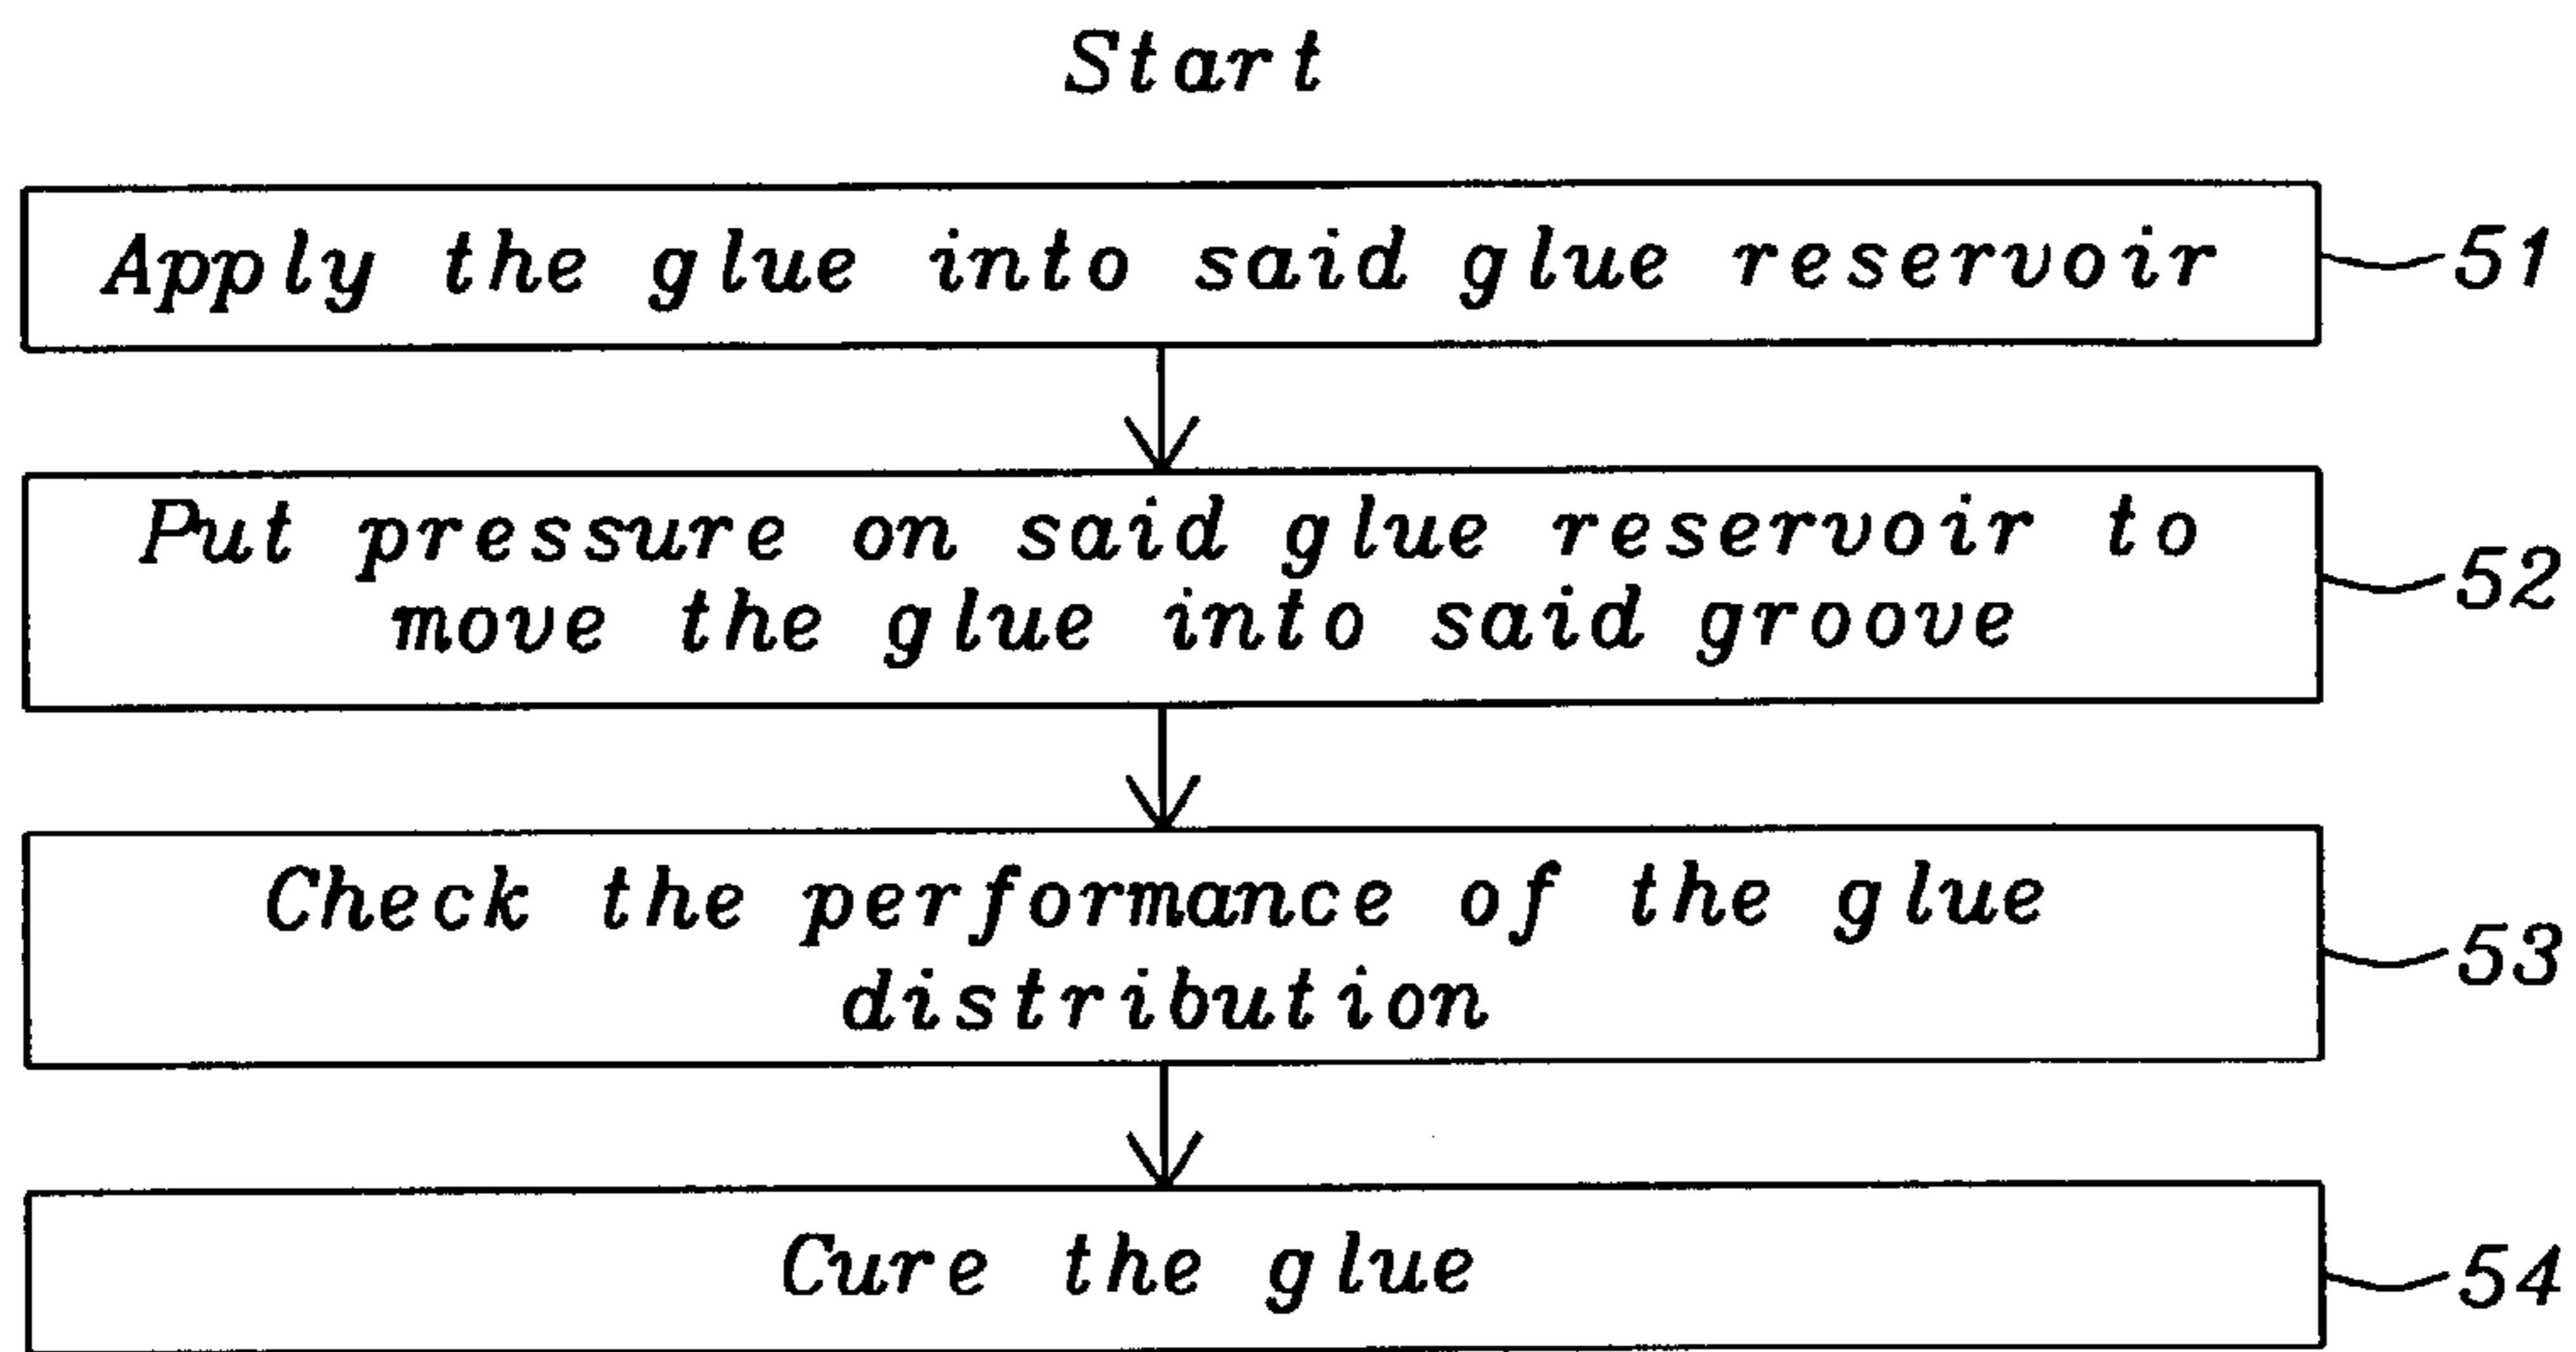 Start
Apply the glue into said glue reservoir
51
Put pressure on said glue reservoir to
move the glue into said groove
52
Check the performance of the glue
distribution
53
Cure the glue
54